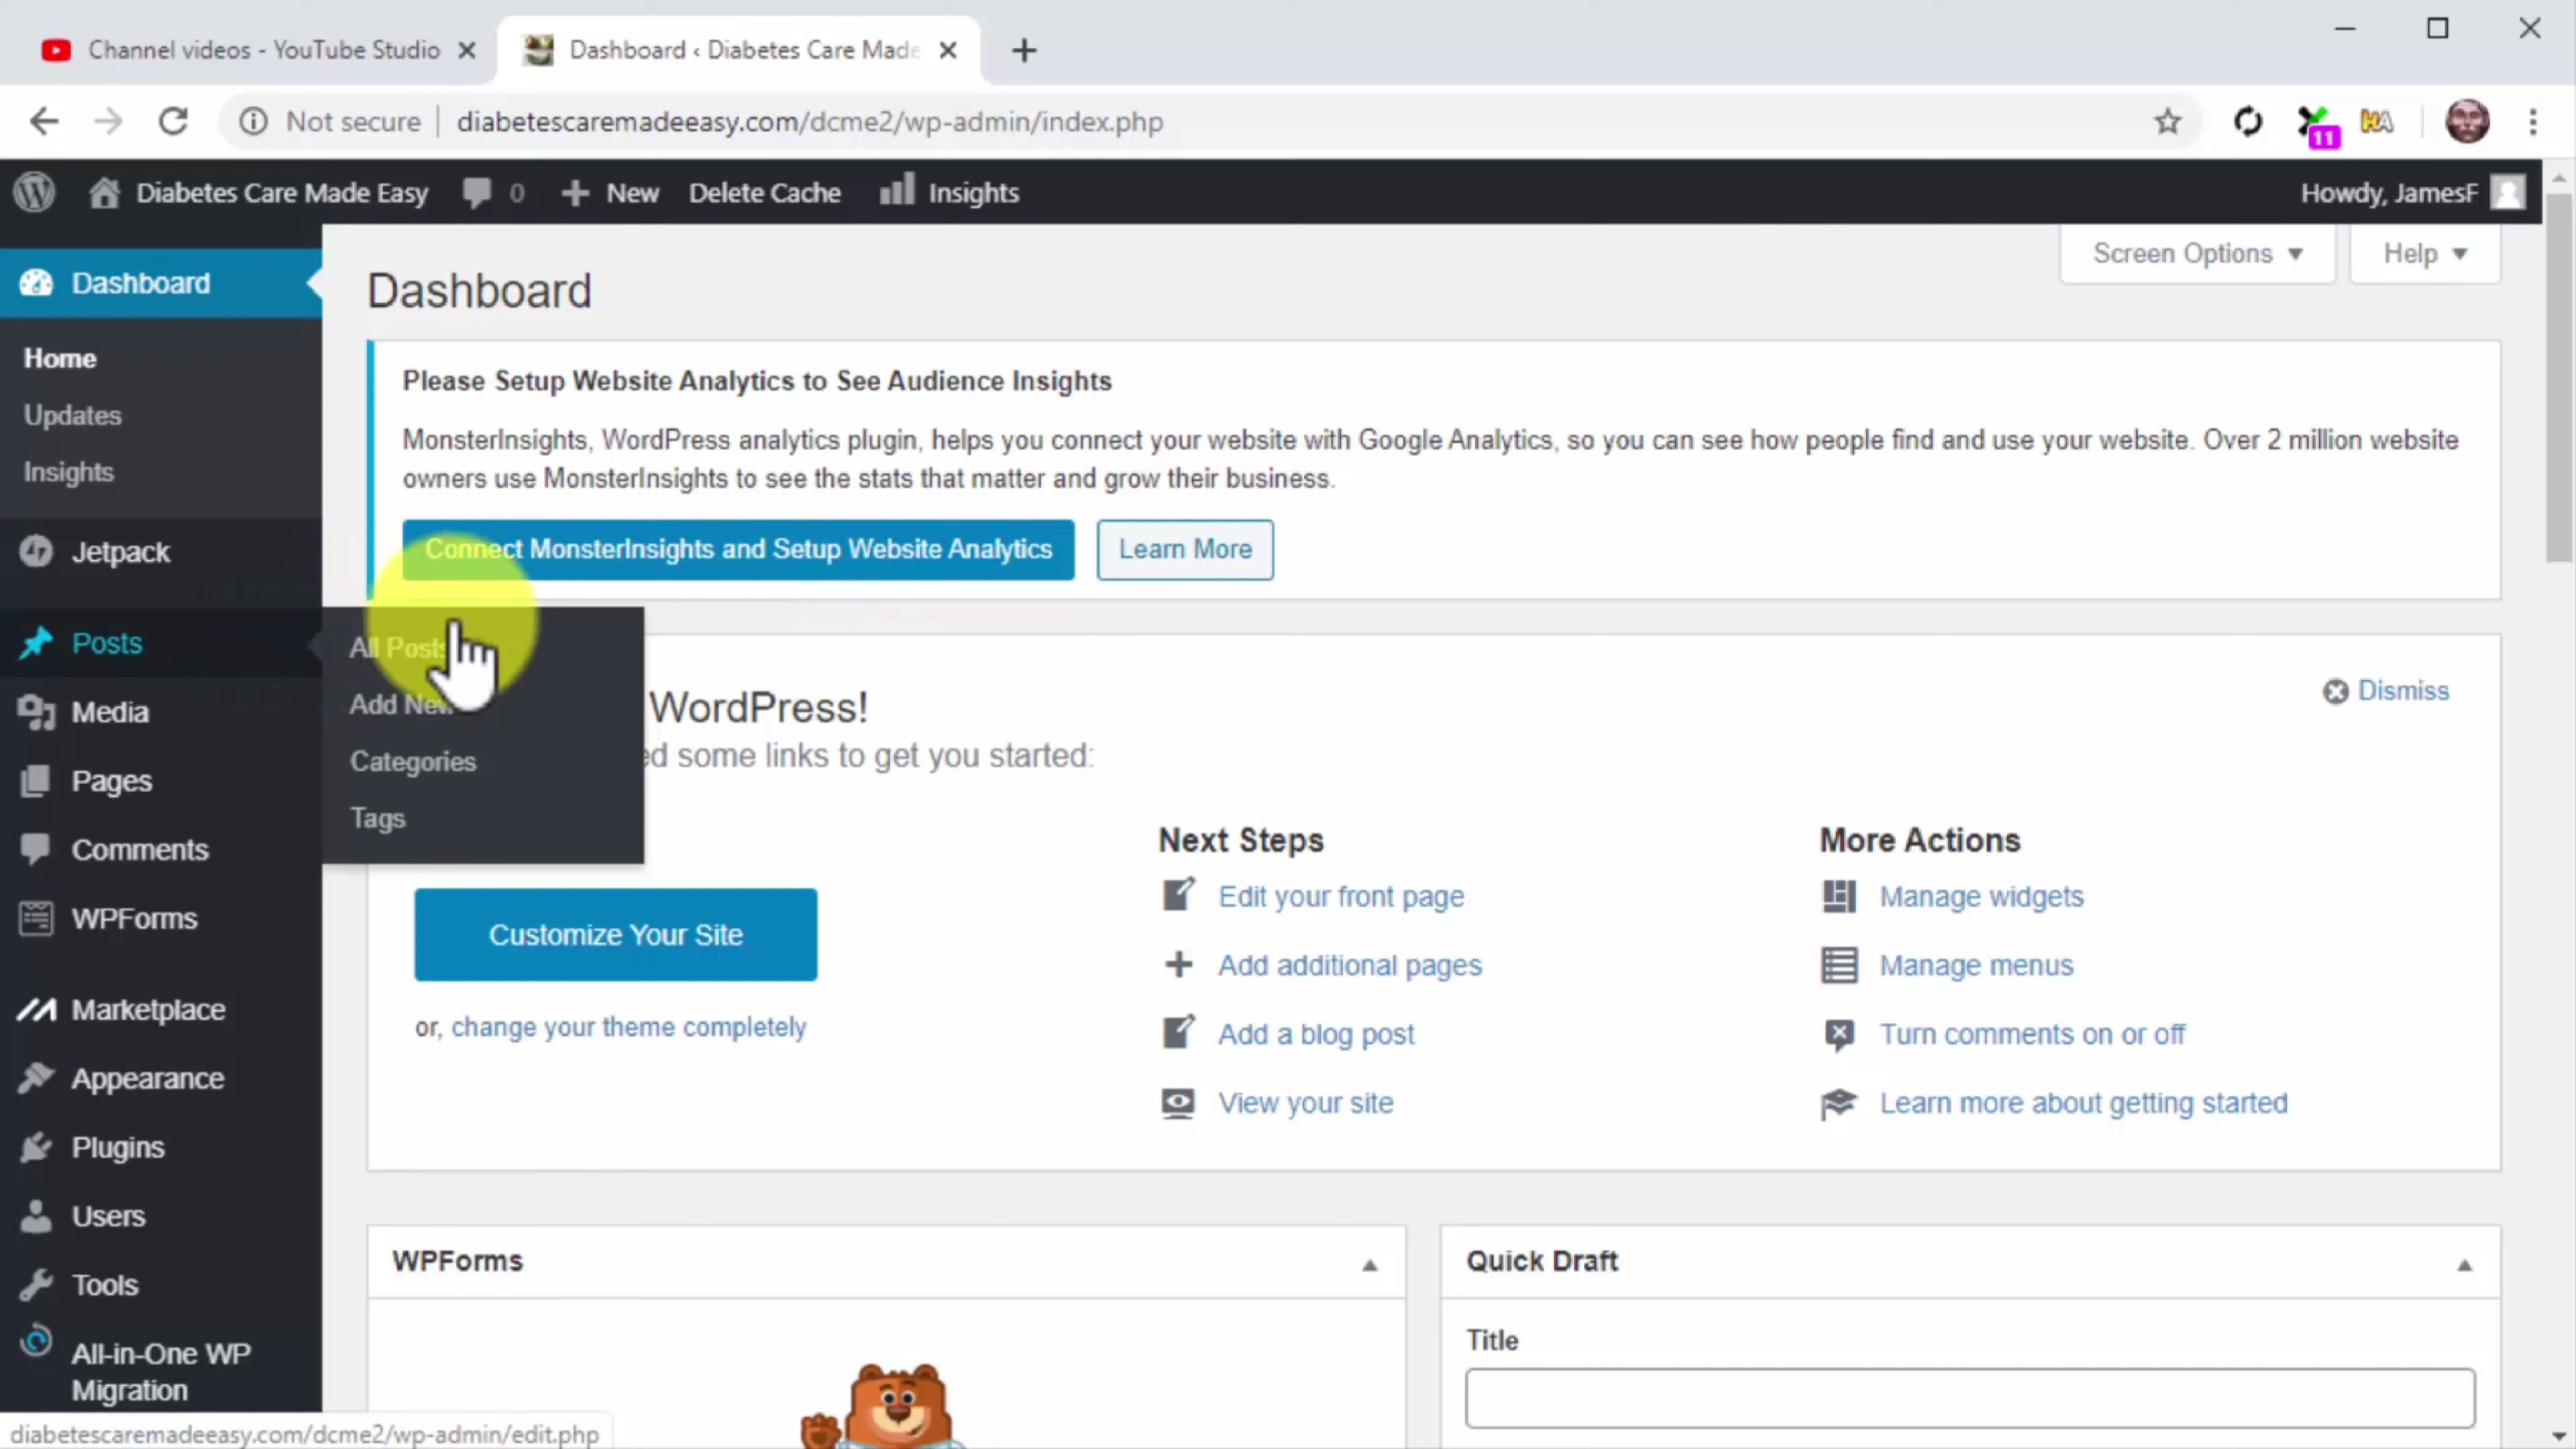 Channel videos - YouTube Studio
Dashboard ‹ Diabetes Care Made
Not secure
diabetescaremadeeasy.com/dcme2/wp-admin/index.php
11
HA
Diabetes Care Made Easy
0
New
Delete Cache
Insights
Howdy, JamesF
Dashboard
Home
Updates
Insights
Jetpack
Posts
Media
Pages
Comments
WPForms
Marketplace
Appearance
Plugins
Users
Tools
All-in-One WP
Migration
All Posts
Add New
Categories
Tags
Screen Options
Help
Dashboard
Please Setup Website Analytics to See Audience Insights
MonsterInsights, WordPress analytics plugin, helps you connect your website with Google Analytics, so you can see how people find and use your website. Over 2 million website
owners use MonsterInsights to see the stats that matter and grow their business.
Connect MonsterInsights and Setup Website Analytics
Learn More
WordPress!
Dismiss
ed some links to get you started:
Customize Your Site
or, change your theme completely
Next Steps
Edit your front page
Add additional pages
Add a blog post
View your site
More Actions
Manage widgets
Manage menus
Turn comments on or off
Learn more about getting started
WPForms
Quick Draft
Title
diabetescaremadeeasy.com/dcme2/wp-admin/edit.php